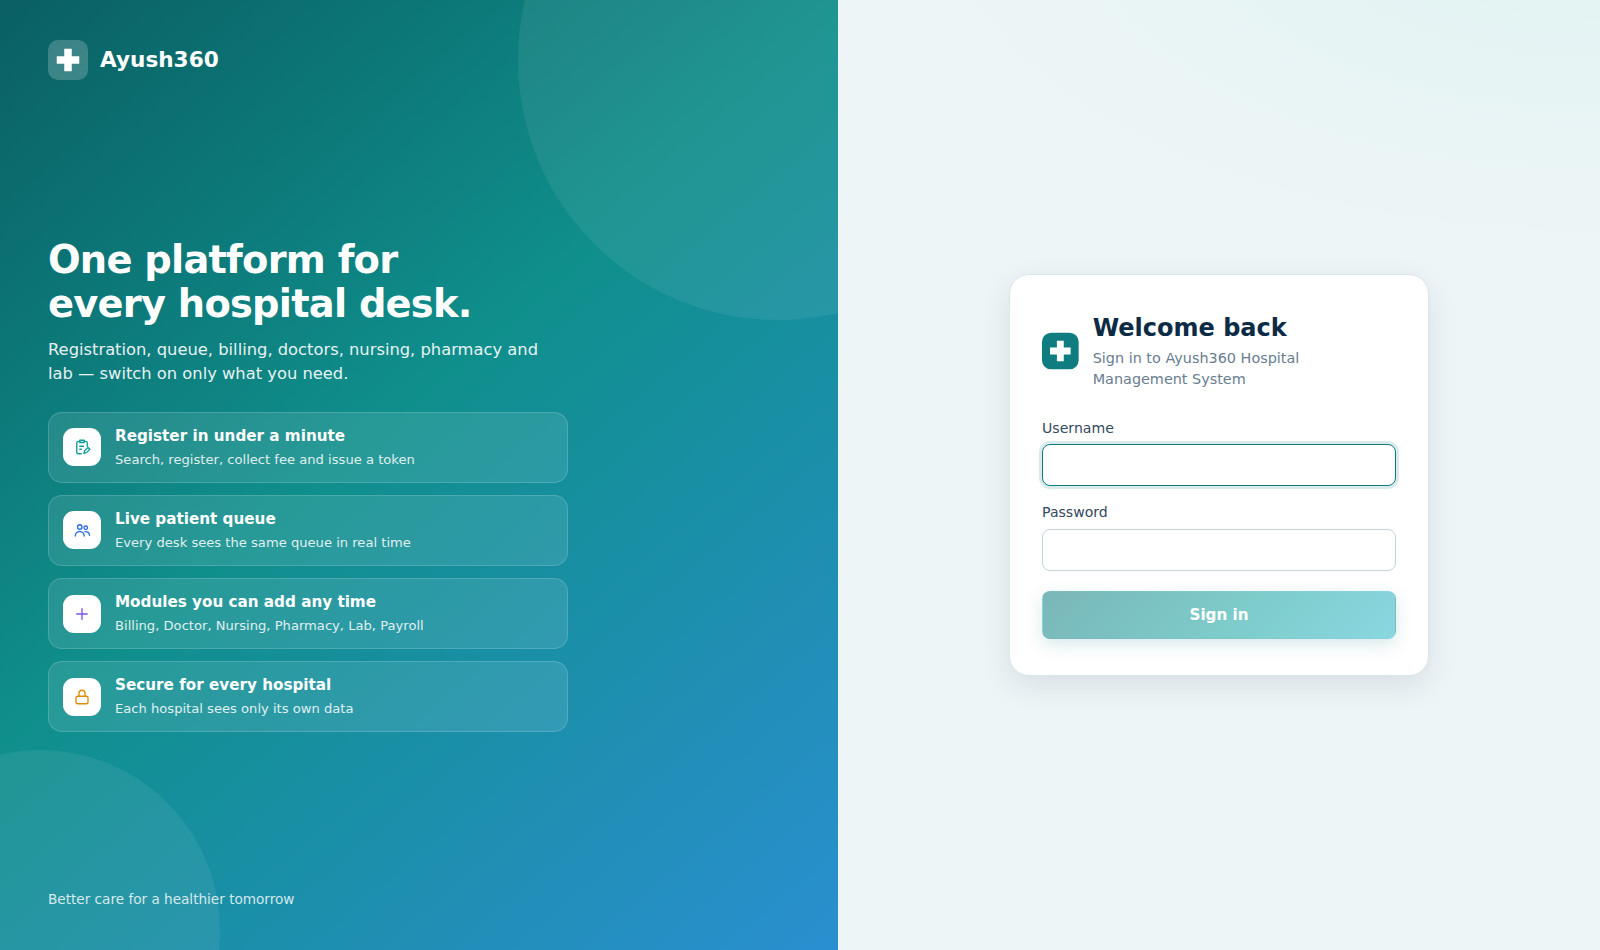 Ayush360
One platform for
every hospital desk.
Registration, queue, billing, doctors, nursing, pharmacy and
lab — switch on only what you need.
Register in under a minute
Search, register, collect fee and issue a token
Live patient queue
Every desk sees the same queue in real time
Modules you can add any time
Billing, Doctor, Nursing, Pharmacy, Lab, Payroll
Secure for every hospital
Each hospital sees only its own data
Better care for a healthier tomorrow
Welcome back
Sign in to Ayush360 Hospital
Management System
Username
Password
Sign in